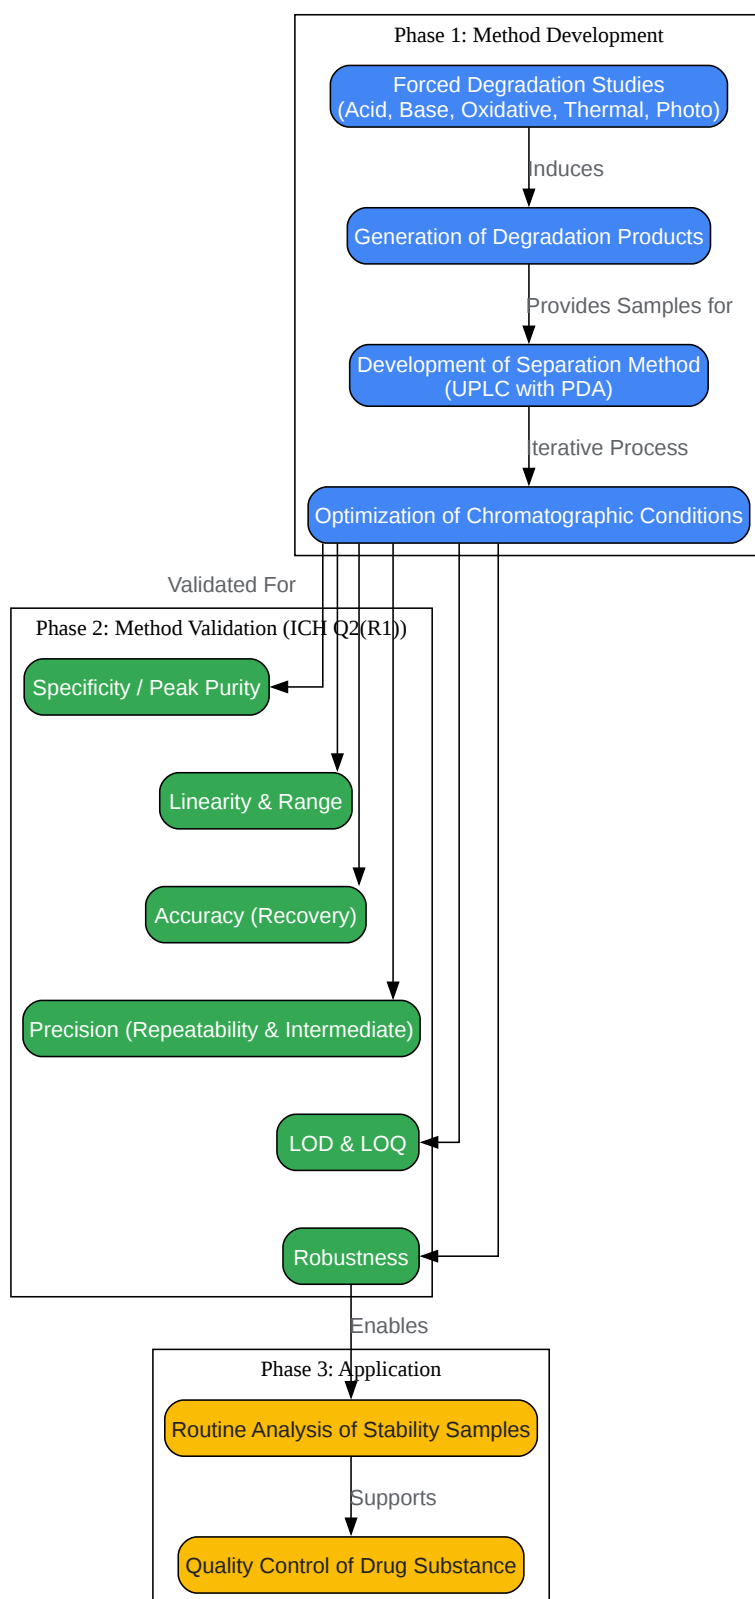 Phase 1: Method Development
Forced Degradation Studies
(Acid, Base, Oxidative, Thermal, Photo)
Induces
Generation of Degradation Products
Provides Samples for
Development of Separation Method
(UPLC with PDA)
Iterative Process
Optimization of Chromatographic Conditions
Validated For
Phase 2: Method Validation (ICH Q2(R1))
Specificity / Peak Purity
Linearity & Range
Accuracy (Recovery)
Precision (Repeatability & Intermediate)
LOD & LOQ
Robustness
Enables
Phase 3: Application
Routine Analysis of Stability Samples
Supports
Quality Control of Drug Substance